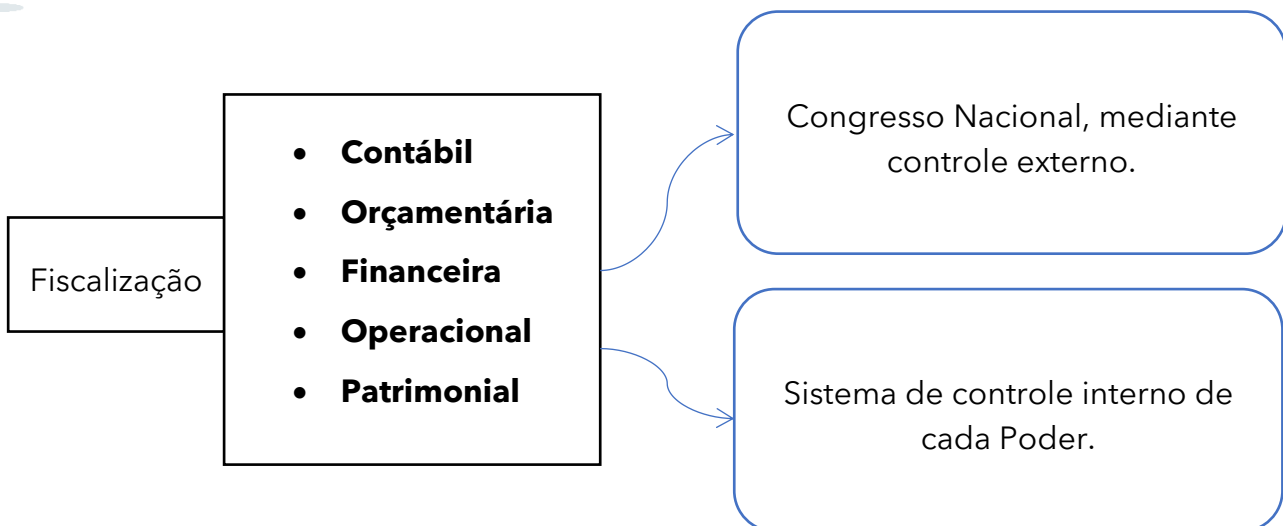 Fiscalização
• Contábil
• Orçamentária
• Financeira
• Operacional
• Patrimonial
Congresso Nacional, mediante
controle externo.
Sistema de controle interno de
cada Poder.